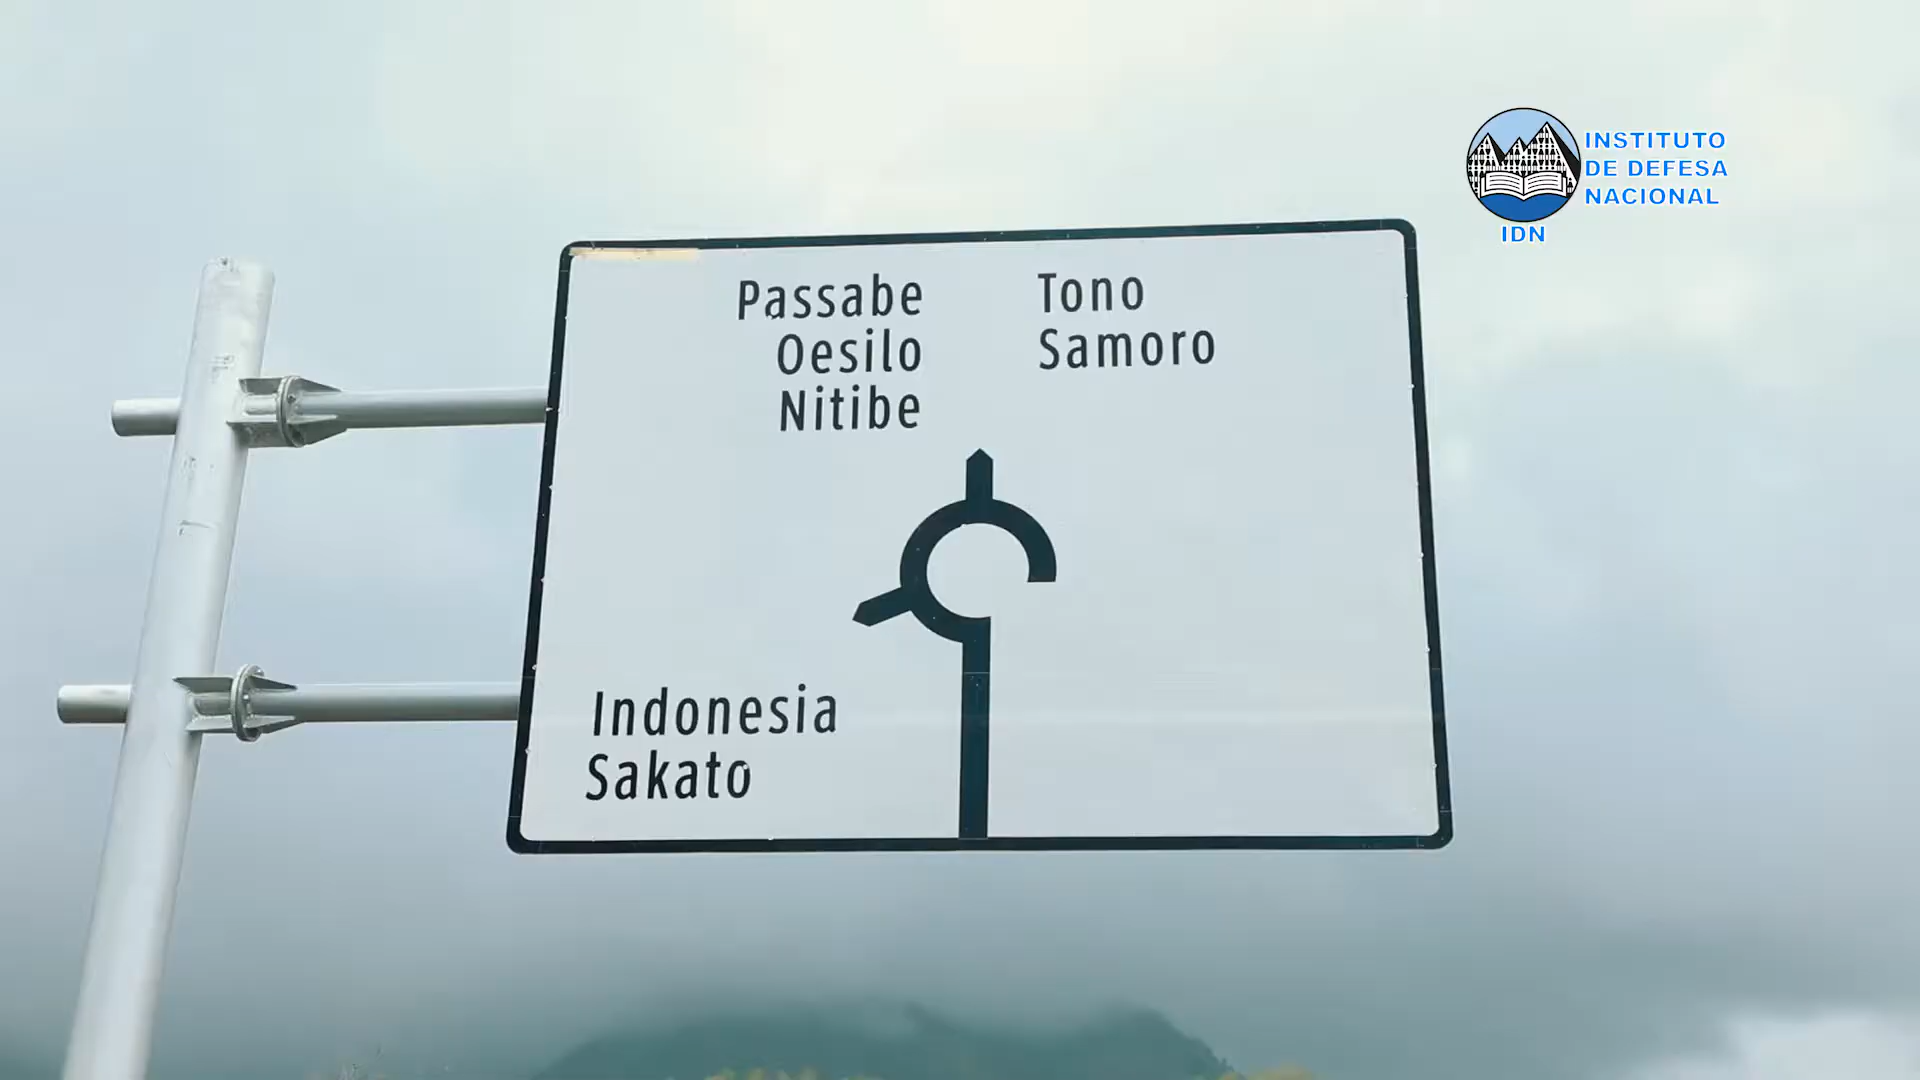 INSTITUTO
DE DEFESA
NACIONAL
IDN
Passabe
Oesilo
Nitibe
Tono
Samoro
Indonesia
Sakato